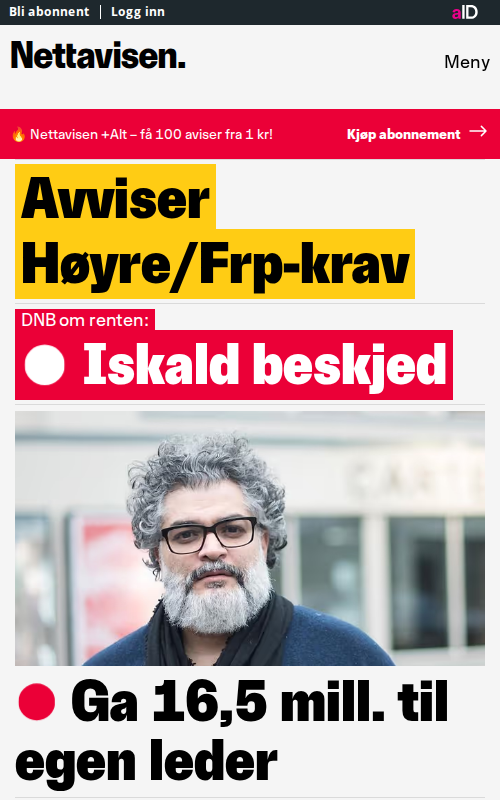 Bli abonnent | Logg inn
aID
Nettavisen.
Meny
🔥 Nettavisen +Alt – få 100 aviser fra 1 kr!
Kjøp abonnement →
Avviser
Høyre/Frp-krav
DNB om renten:
Iskald beskjed
Ga 16,5 mill. til
egen leder